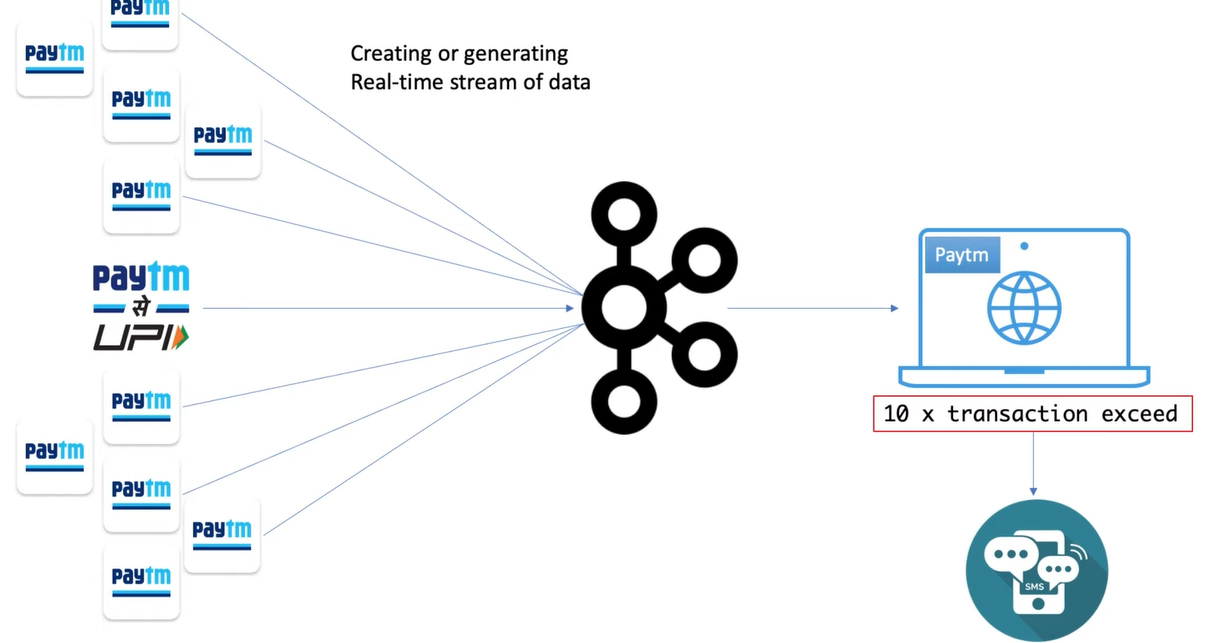 paytm
paytm
paytm
paytm
paytm
Creating or generating
Real-time stream of data
paytm
से
UPI
paytm
paytm
paytm
paytm
paytm
Paytm
10 x transaction exceed
SMS